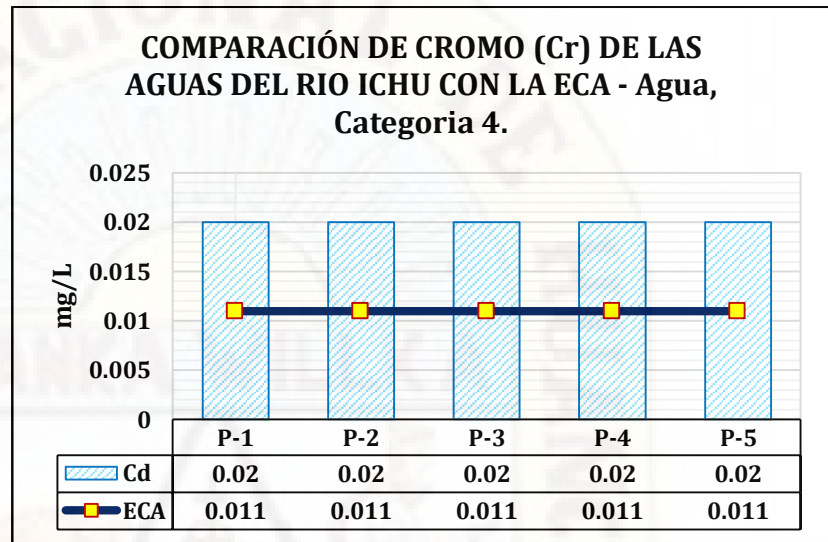 COMPARACIÓN DE CROMO (Cr) DE LAS
AGUAS DEL RIO ICHU CON LA ECA - Agua,
Categoria 4.
0.025
0.02
0.015
0.01
0.005
0
mg/L
P-1 P-2 P-3 P-4 P-5
Cd 0.02 0.02 0.02 0.02 0.02
ECA 0.011 0.011 0.011 0.011 0.011